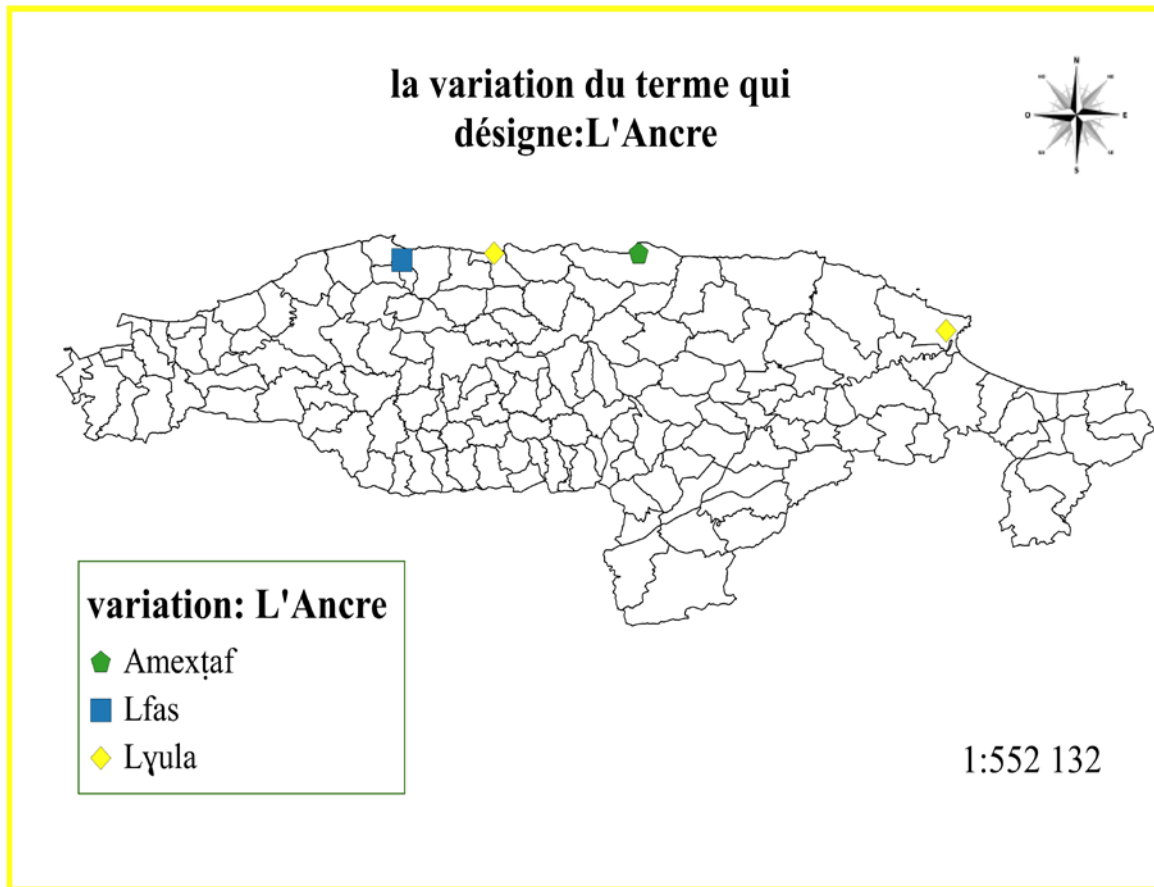 la variation du terme qui
désigne:L'Ancre
N
O
E
S
variation: L'Ancre
Amexṭaf
Lfas
Lɣula
1:552 132